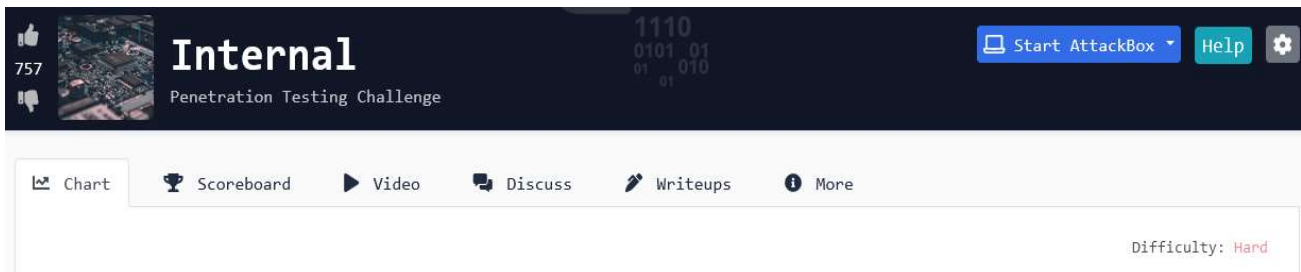 757
Internal
Penetration Testing Challenge
1110
0101 01
01 010
01
Start AttackBox
Help
Chart
Scoreboard
Video
Discuss
Writeups
More
Difficulty: Hard